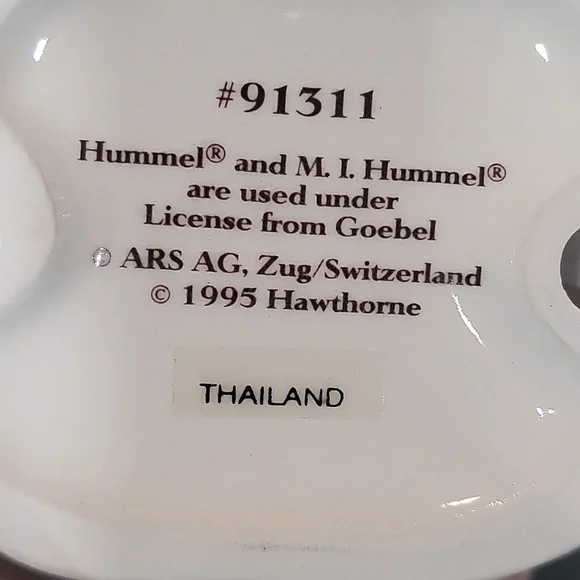 #91311
Hummel® and M. I. Hummel®
are used under
License from Goebel
© ARS AG, Zug/Switzerland
© 1995 Hawthorne
THAILAND